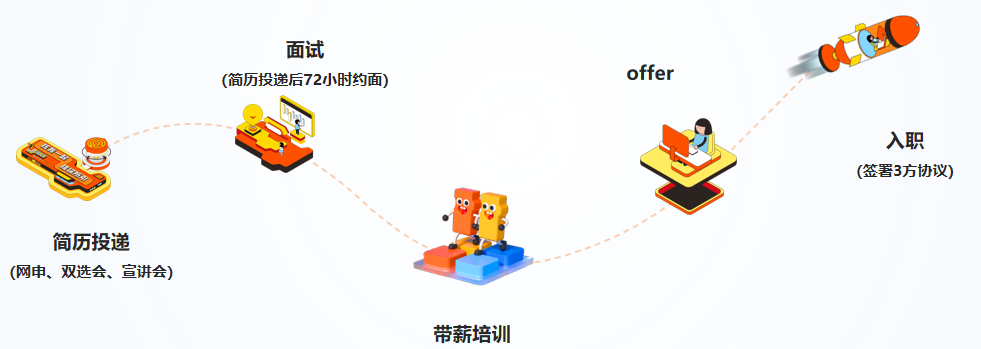 简历投递
(网申、双选会、宣讲会)
面试
(简历投递后72小时约面)
带薪培训
offer
入职
(签署3方协议)